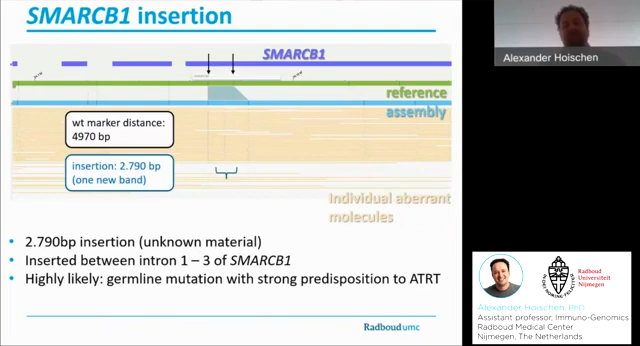 SMARCB1 insertion
SMARCB1
reference
assembly
wt marker distance:
4970 bp
insertion: 2.790 bp
(one new band)
Individual aberrant
molecules
• 2.790bp insertion (unknown material)
• Inserted between intron 1 – 3 of SMARCB1
• Highly likely: germline mutation with strong predisposition to ATRT
Radboudumc
Alexander Hoischen
Radboud
Universiteit
Nijmegen
Alexander Hoischen, PhD
Assistant professor, Immuno-Genomics
Radboud Medical Center
Nijmegen, The Netherlands